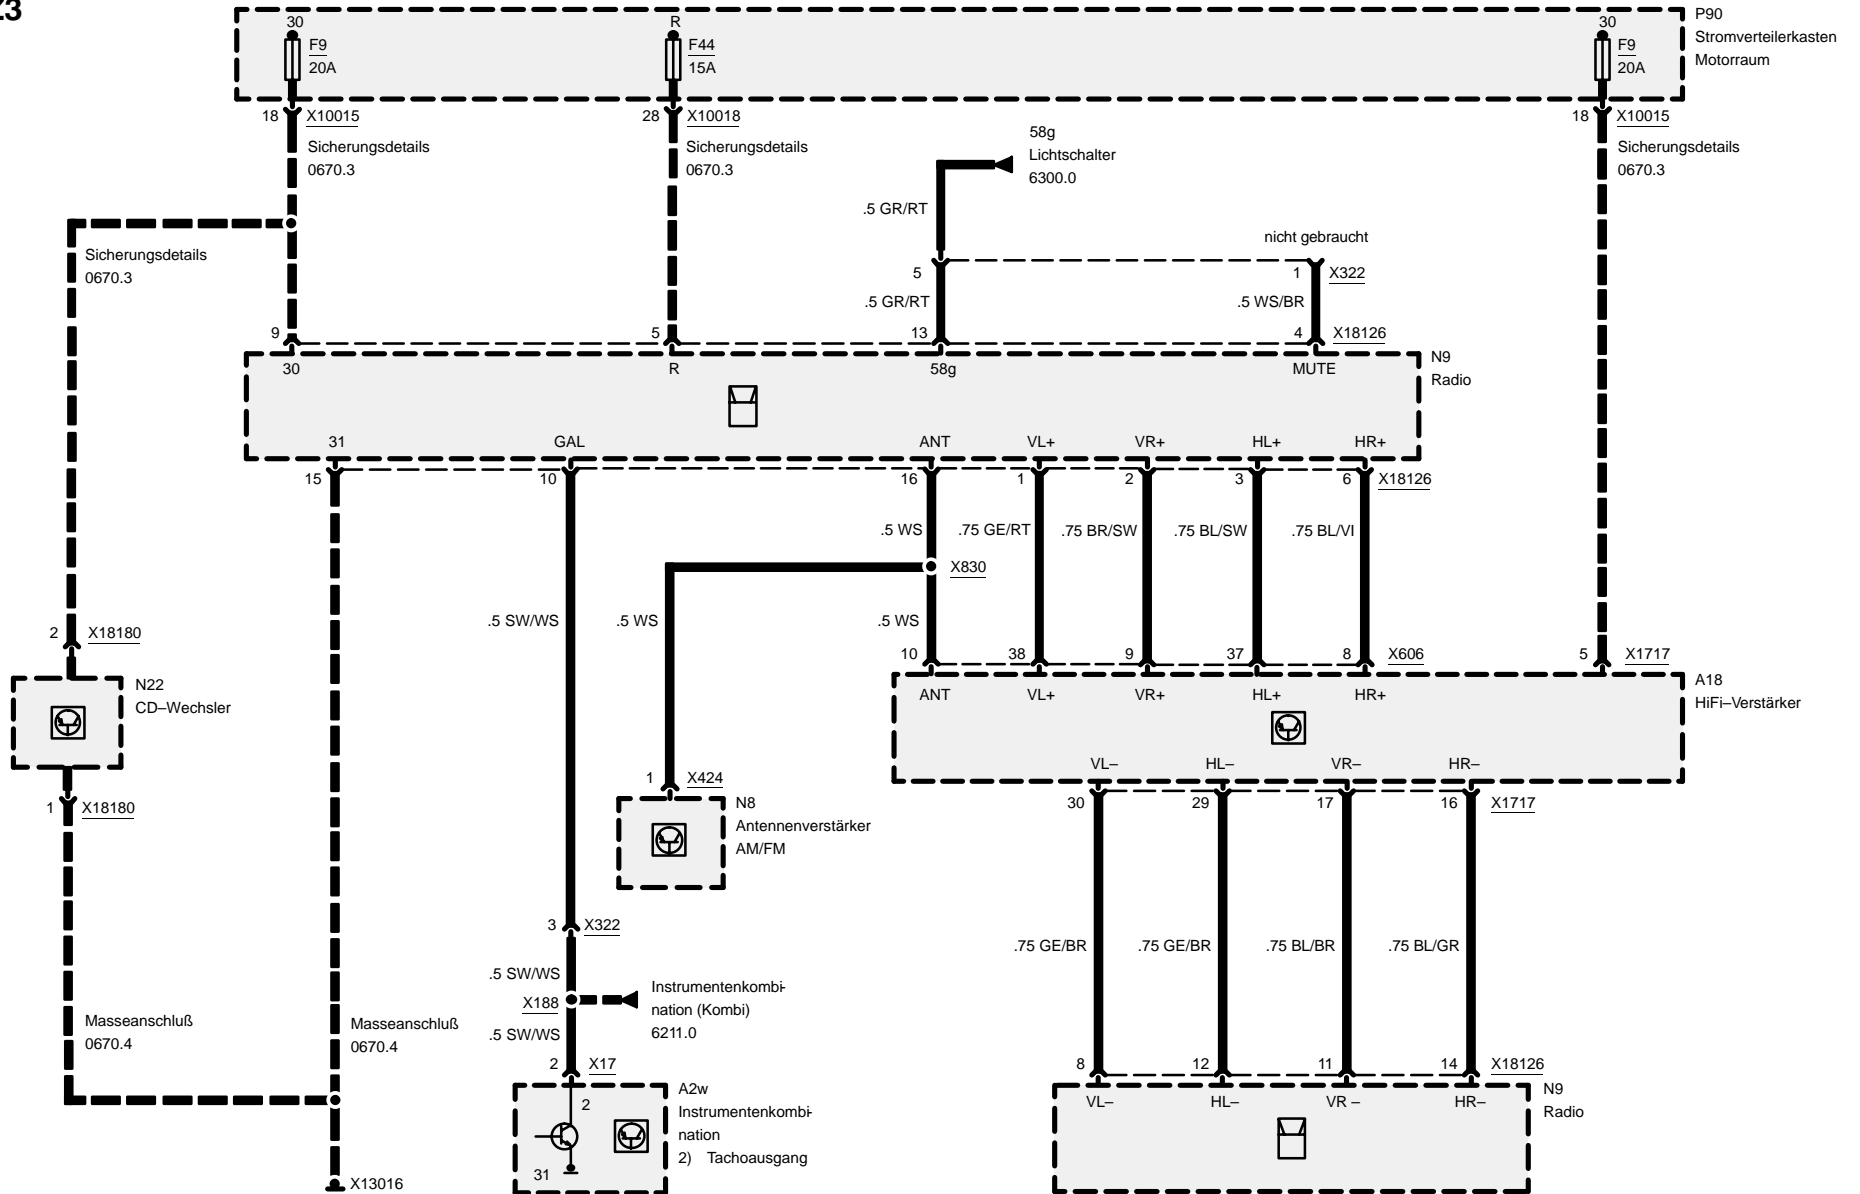 Z3
30
R
30
P90
Stromverteilerkasten
Motorraum
F9
20A
F44
15A
F9
20A
18 X10015
28 X10018
18 X10015
Sicherungsdetails
0670.3
Sicherungsdetails
0670.3
Sicherungsdetails
0670.3
58g
Lichtschalter
6300.0
.5 GR/RT
nicht gebraucht
Sicherungsdetails
0670.3
5
1 X322
.5 GR/RT
.5 WS/BR
9
5
13
4 X18126
N9
Radio
30
R
58g
MUTE
31
GAL
ANT
VL+
VR+
HL+
HR+
15
10
16
1
2
3
6 X18126
.5 WS
.75 GE/RT
.75 BR/SW
.75 BL/SW
.75 BL/VI
X830
.5 SW/WS
.5 WS
.5 WS
2 X18180
10
38
9
37
8 X606
5 X1717
N22
CD–Wechsler
A18
HiFi–Verstärker
ANT
VL+
VR+
HL+
HR+
VL–
HL–
VR–
HR–
1 X18180
1 X424
30
29
17
16 X1717
N8
Antennenverstärker
AM/FM
3 X322
.75 GE/BR
.75 GE/BR
.75 BL/BR
.75 BL/GR
.5 SW/WS
X188
Instrumentenkombi-
nation (Kombi)
6211.0
.5 SW/WS
Masseanschluß
0670.4
Masseanschluß
0670.4
2 X17
8
12
11
14 X18126
A2w
Instrumentenkombi-
nation
2) Tachoausgang
2
31
VL–
HL–
VR –
HR–
N9
Radio
X13016